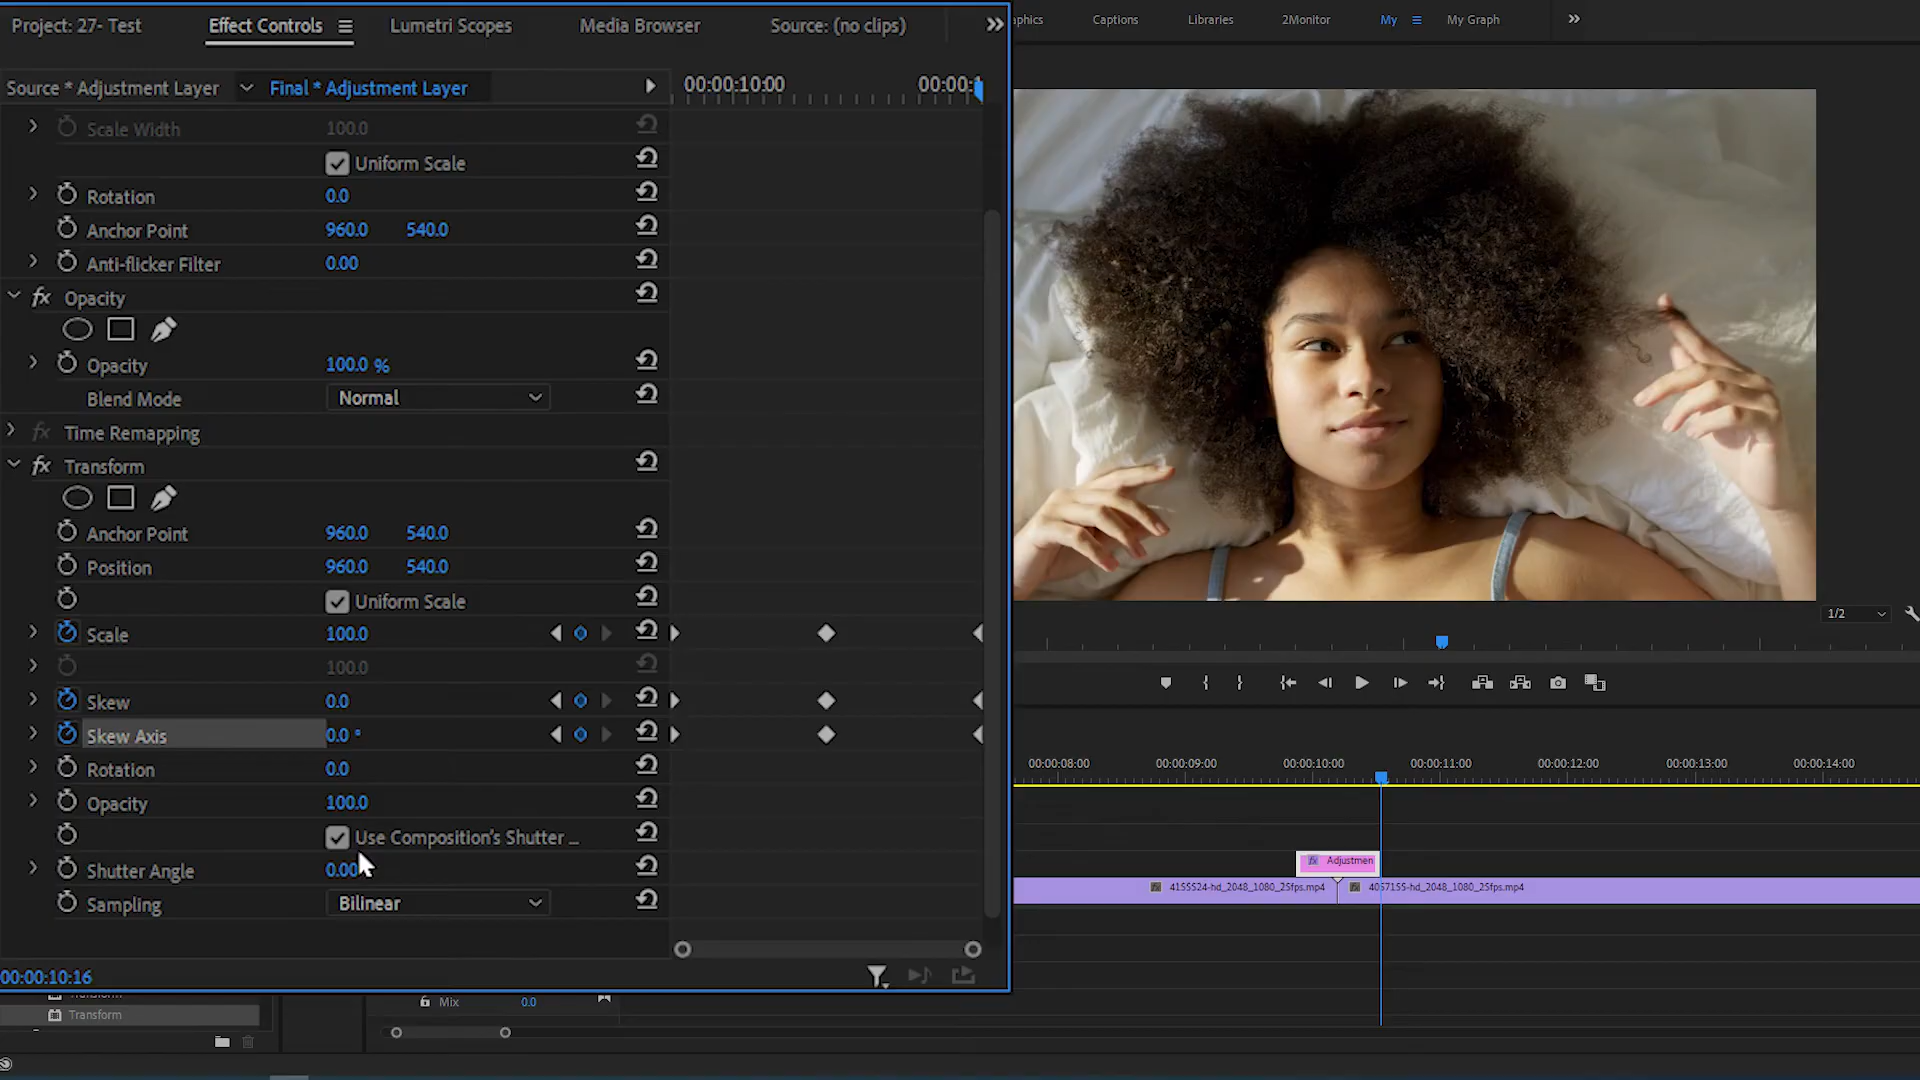 Project: 27- Test
Effect Controls
Lumetri Scopes
Media Browser
Source: (no clips)
Captions
Libraries
2Monitor
My
My Graph
Source * Adjustment Layer
Final * Adjustment Layer
00:00:10:00
Scale Width 100.0
Uniform Scale
Rotation 0.0
Anchor Point 960.0 540.0
Anti-flicker Filter 0.00
fx Opacity
Opacity 100.0 %
Blend Mode Normal
fx Time Remapping
fx Transform
Anchor Point 960.0 540.0
Position 960.0 540.0
Uniform Scale
Scale 100.0
100.0
Skew 0.0
Skew Axis 0.0 °
Rotation 0.0
Opacity 100.0
Use Composition's Shutter ...
Shutter Angle 0.00
Sampling Bilinear
00:00:10:16
1/2
00:00:08:00 00:00:09:00 00:00:10:00 00:00:11:00 00:00:12:00 00:00:13:00 00:00:14:00
fx Adjustmen
4155524-hd_2048_1080_25fps.mp4
4057155-hd_2048_1080_25fps.mp4
Mix 0.0
Transform